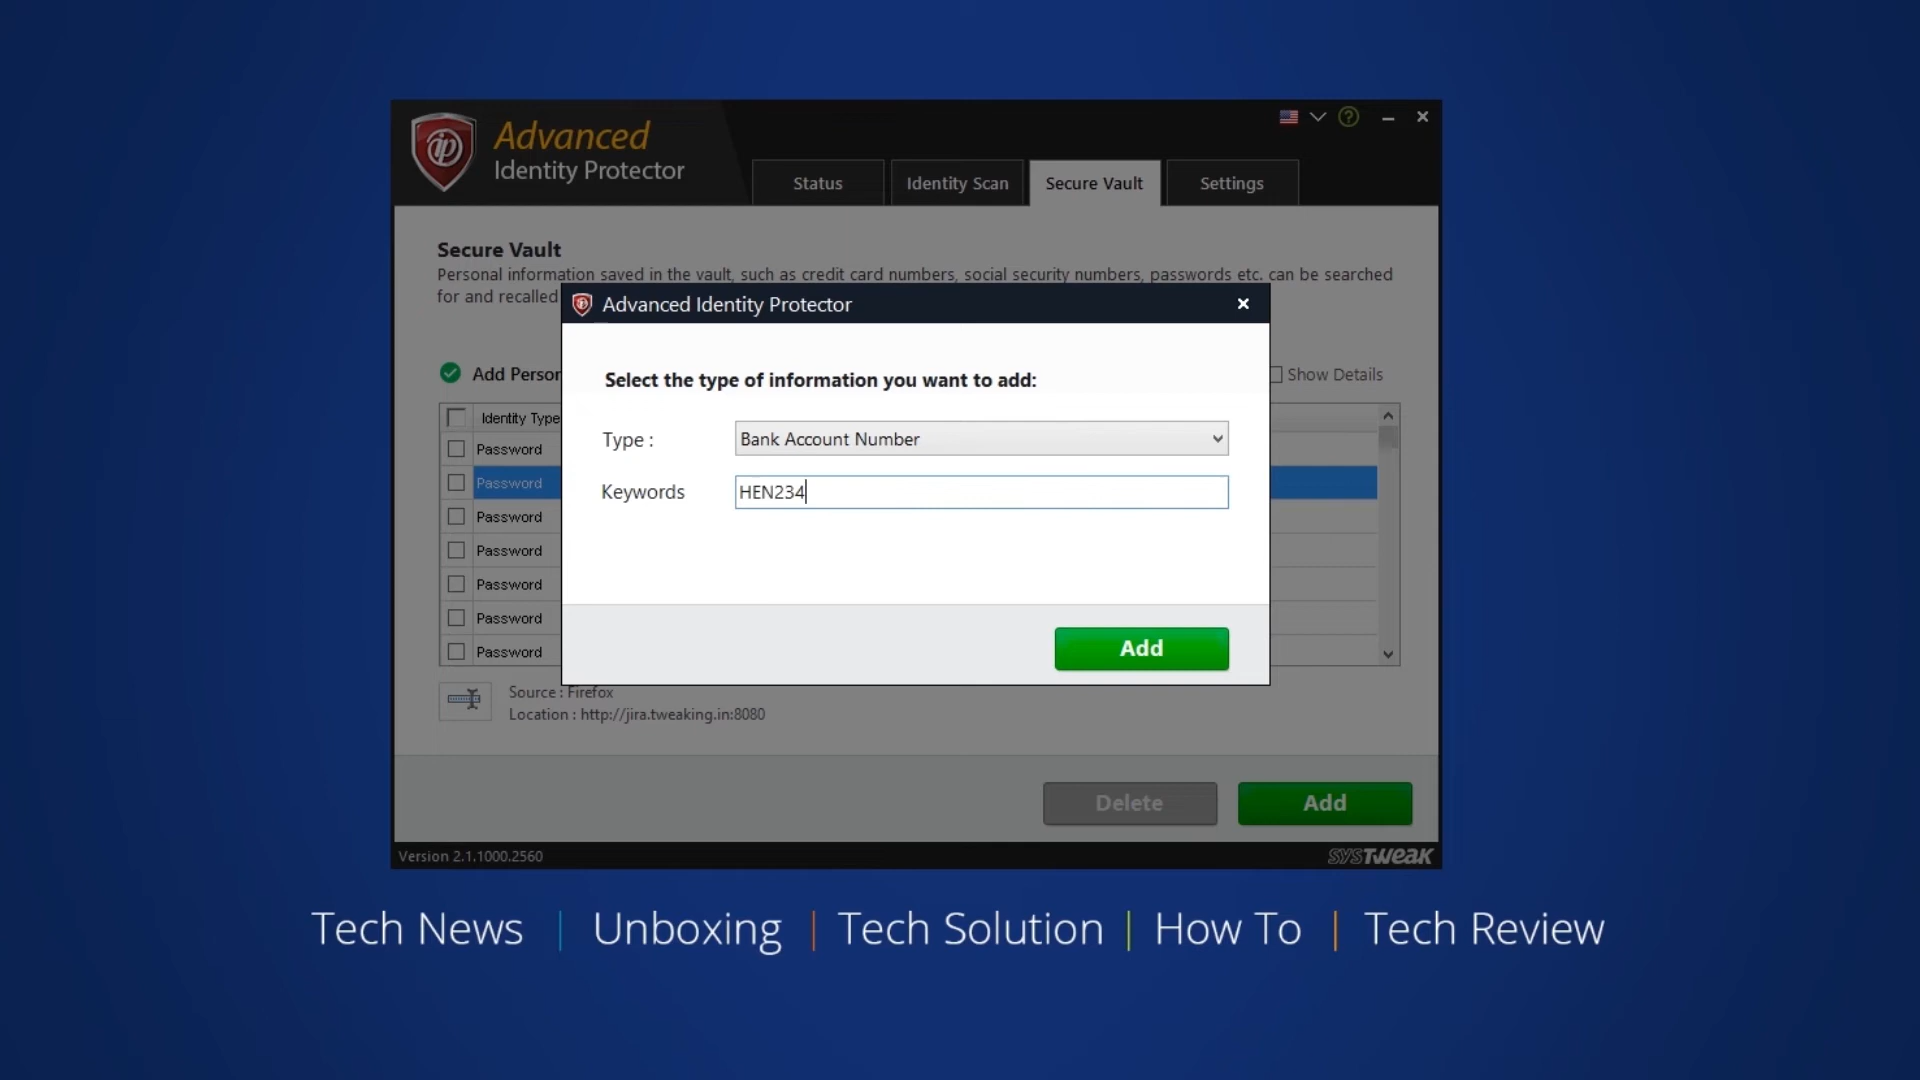 Advanced
Identity Protector
Status
Identity Scan
Secure Vault
Settings
Secure Vault
Personal information saved in the vault, such as credit card numbers, social security numbers, passwords etc. can be searched
for and recalled
Advanced Identity Protector
Select the type of information you want to add:
Type :
Bank Account Number
Keywords
HEN234
Add
Add Person
Show Details
Identity Type
Password
Password
Password
Password
Password
Password
Password
Source : Firefox
Location : http://jira.tweaking.in:8080
Delete
Add
Version 2.1.1000.2560
SYSTWEAK
Tech News | Unboxing | Tech Solution | How To | Tech Review